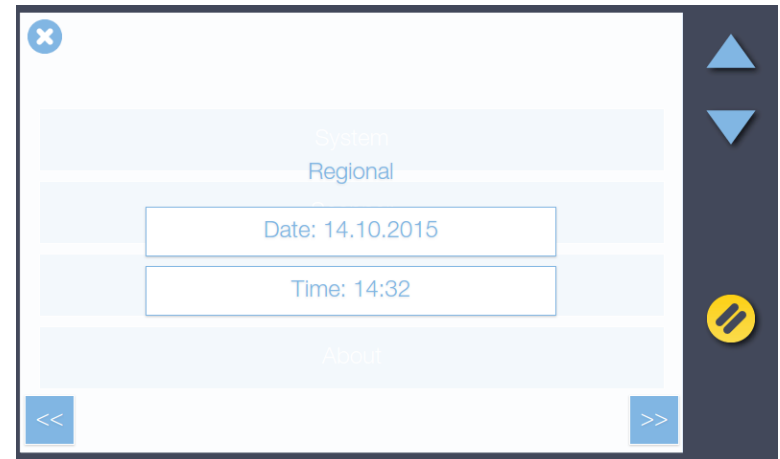 System
Regional
Date: 14.10.2015
Time: 14:32
About
<<
>>